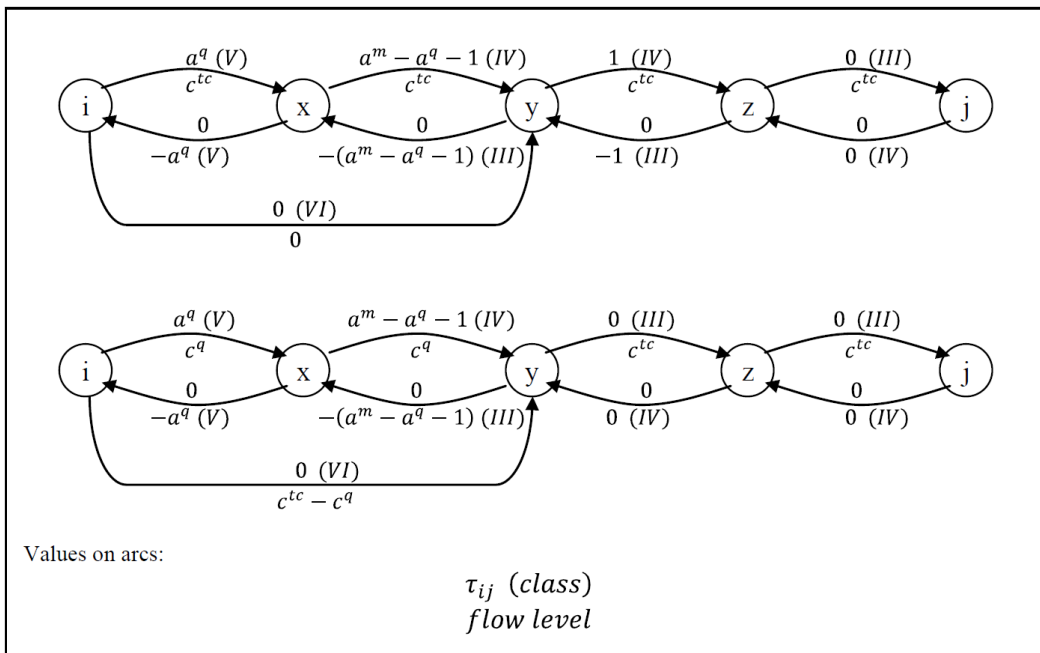 a^q (V) a^m − a^q − 1 (IV) 1 (IV) 0 (III)
c^tc c^tc c^tc c^tc
i x y z j
0 0 0 0
−a^q (V) −(a^m − a^q − 1) (III) −1 (III) 0 (IV)
0 (VI)
0
a^q (V) a^m − a^q − 1 (IV) 0 (III) 0 (III)
c^q c^q c^tc c^tc
i x y z j
0 0 0 0
−a^q (V) −(a^m − a^q − 1) (III) 0 (IV) 0 (IV)
0 (VI)
c^tc − c^q
Values on arcs:
τ_ij (class)
flow level